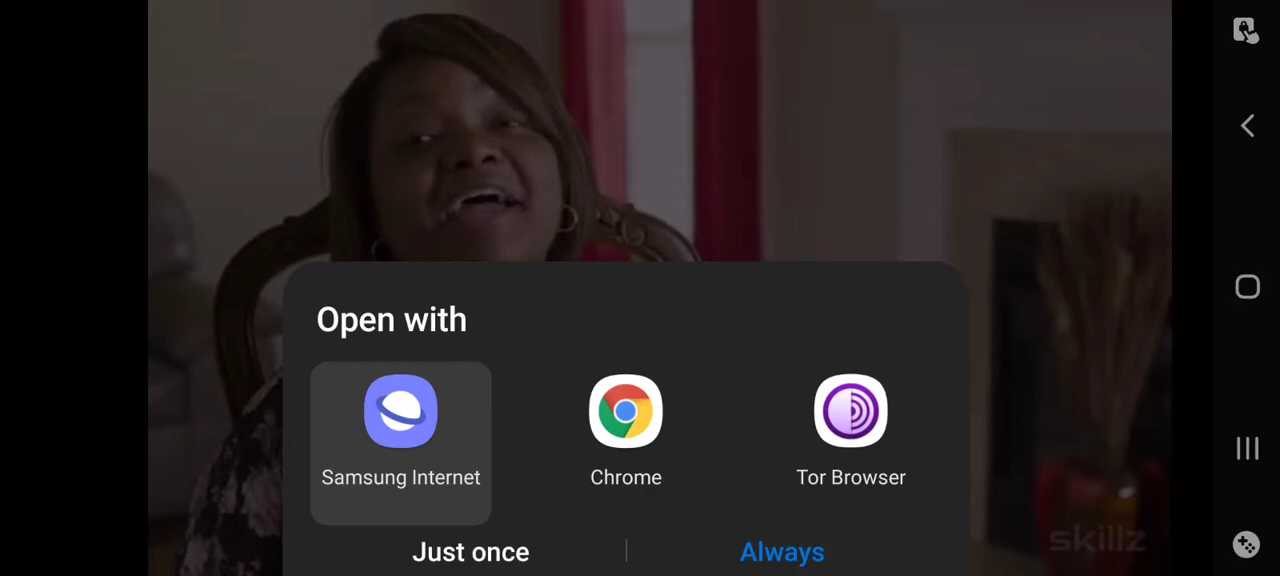 Open with
Samsung Internet
Chrome
Tor Browser
Just once
Always
skillz